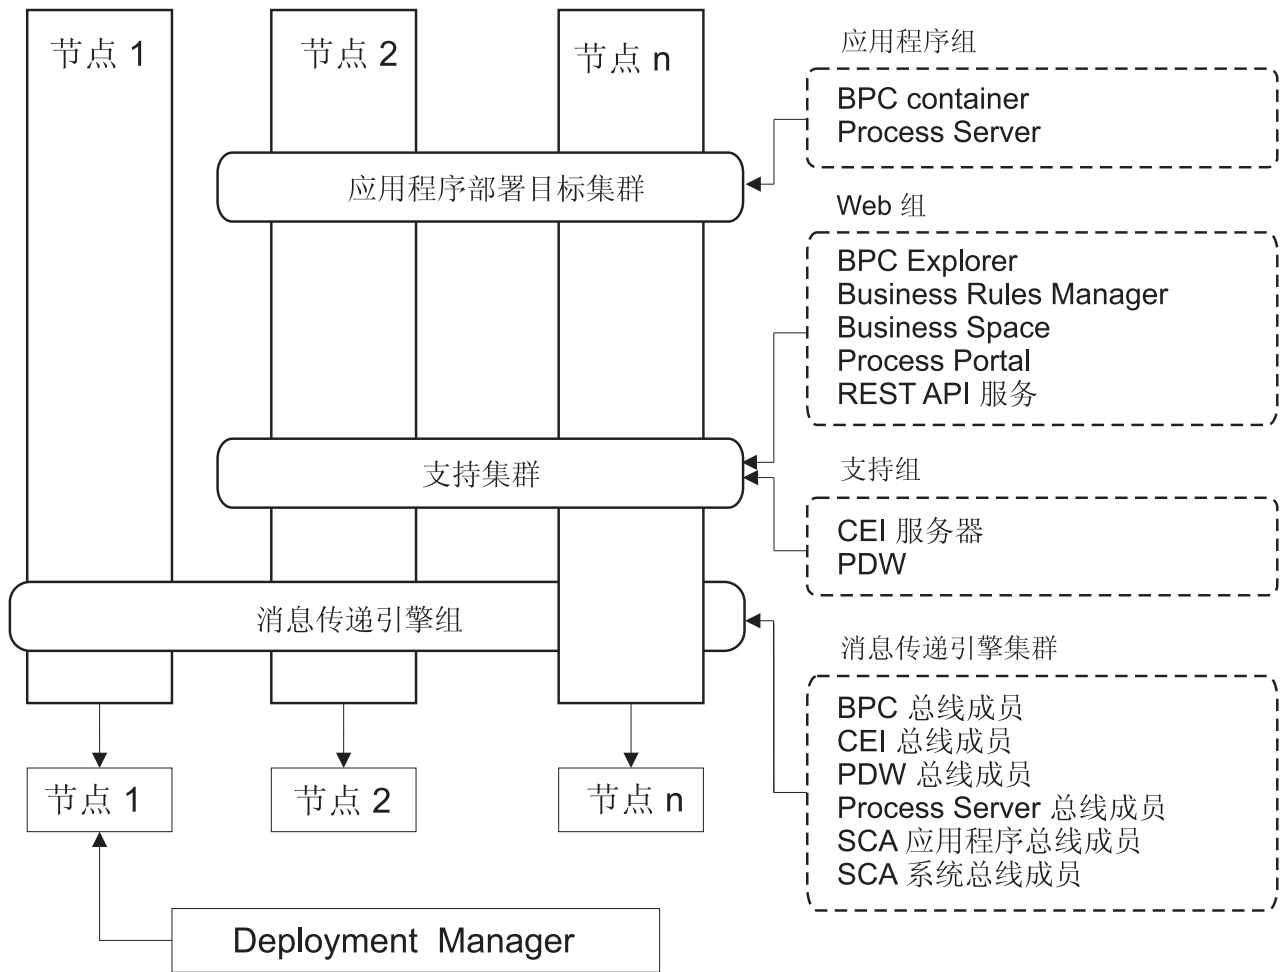 节点 1
节点 2
节点 n
应用程序组
BPC container
Process Server
应用程序部署目标集群
Web 组
BPC Explorer
Business Rules Manager
Business Space
Process Portal
REST API 服务
支持集群
支持组
CEI 服务器
PDW
消息传递引擎组
消息传递引擎集群
BPC 总线成员
CEI 总线成员
PDW 总线成员
Process Server 总线成员
SCA 应用程序总线成员
SCA 系统总线成员
节点 1
节点 2
节点 n
Deployment Manager